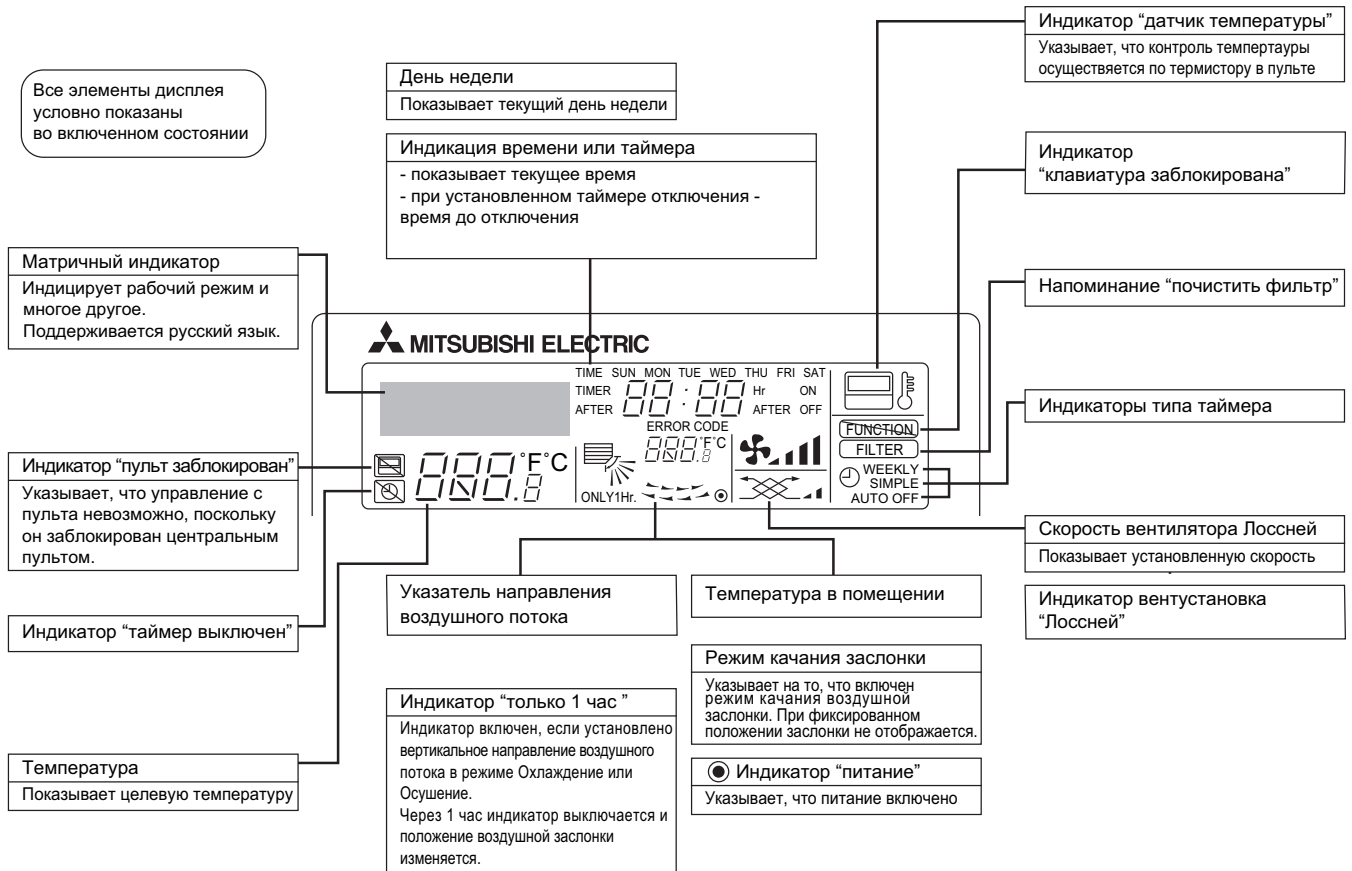 Все элементы дисплея
условно показаны
во включенном состоянии
День недели
Показывает текущий день недели
Индикация времени или таймера
- показывает текущее время
- при установленном таймере отключения -
время до отключения
Индикатор “датчик температуры”
Указывает, что контроль темпертауры
осуществяется по термистору в пульте
Индикатор
“клавиатура заблокирована”
Напоминание “почистить фильтр”
Индикаторы типа таймера
Скорость вентилятора Лоссней
Показывает установленную скорость
Индикатор вентустановка
“Лоссней”
Матричный индикатор
Индицирует рабочий режим и
многое другое.
Поддерживается русский язык.
Индикатор “пульт заблокирован”
Указывает, что управление с
пульта невозможно, поскольку
он заблокирован центральным
пультом.
Индикатор “таймер выключен”
Температура
Показывает целевую температуру
MITSUBISHI ELECTRIC
TIME SUN MON TUE WED THU FRI SAT
TIMER 88:88 Hr ON
AFTER AFTER OFF
ERROR CODE
888.8 °F°C
888.8 °F°C
ONLY1Hr.
FUNCTION
FILTER
WEEKLY
SIMPLE
AUTO OFF
Указатель направления
воздушного потока
Температура в помещении
Индикатор “только 1 час ”
Индикатор включен, если установлено
вертикальное направление воздушного
потока в режиме Охлаждение или
Осушение.
Через 1 час индикатор выключается и
положение воздушной заслонки
изменяется.
Режим качания заслонки
Указывает на то, что включен
режим качания воздушной
заслонки. При фиксированном
положении заслонки не отображается.
Индикатор “питание”
Указывает, что питание включено